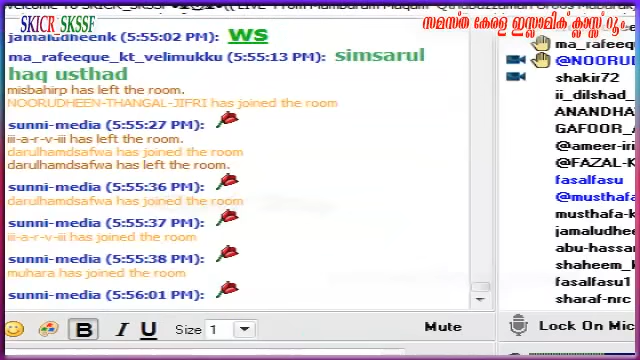 SKICR SKSSF
സമസ്ത കേരള ഇസ്ലാമിക് ക്ലാസ്സ് റൂം
jamaludheenk (5:55:02 PM): ws
ma_rafeeque_kt_velimukku (5:55:13 PM): simsarul
haq usthad
misbahirp has left the room.
NOORUDHEEN-THANGAL-JIFRI has joined the room
sunni-media (5:55:27 PM):
iii-a-r-v-iii has left the room.
darulhamdsafwa has joined the room
darulhamdsafwa has left the room.
sunni-media (5:55:36 PM):
darulhamdsafwa has joined the room
sunni-media (5:55:37 PM):
iii-a-r-v-iii has joined the room
sunni-media (5:55:38 PM):
muhara has joined the room
sunni-media (5:56:01 PM):
B I U Size 1 Mute Lock On Mic
ma_rafeeque
@NOORUD
shakir72
ii_dilshad_
ANANDHA
GAFOOR_A
@ameer-iri
@FAZAL-K
fasalfasu
@musthafa
musthafa-k
jamaludhee
abu-hassar
shaheem_k
fasalfasu1
sharaf-nrc